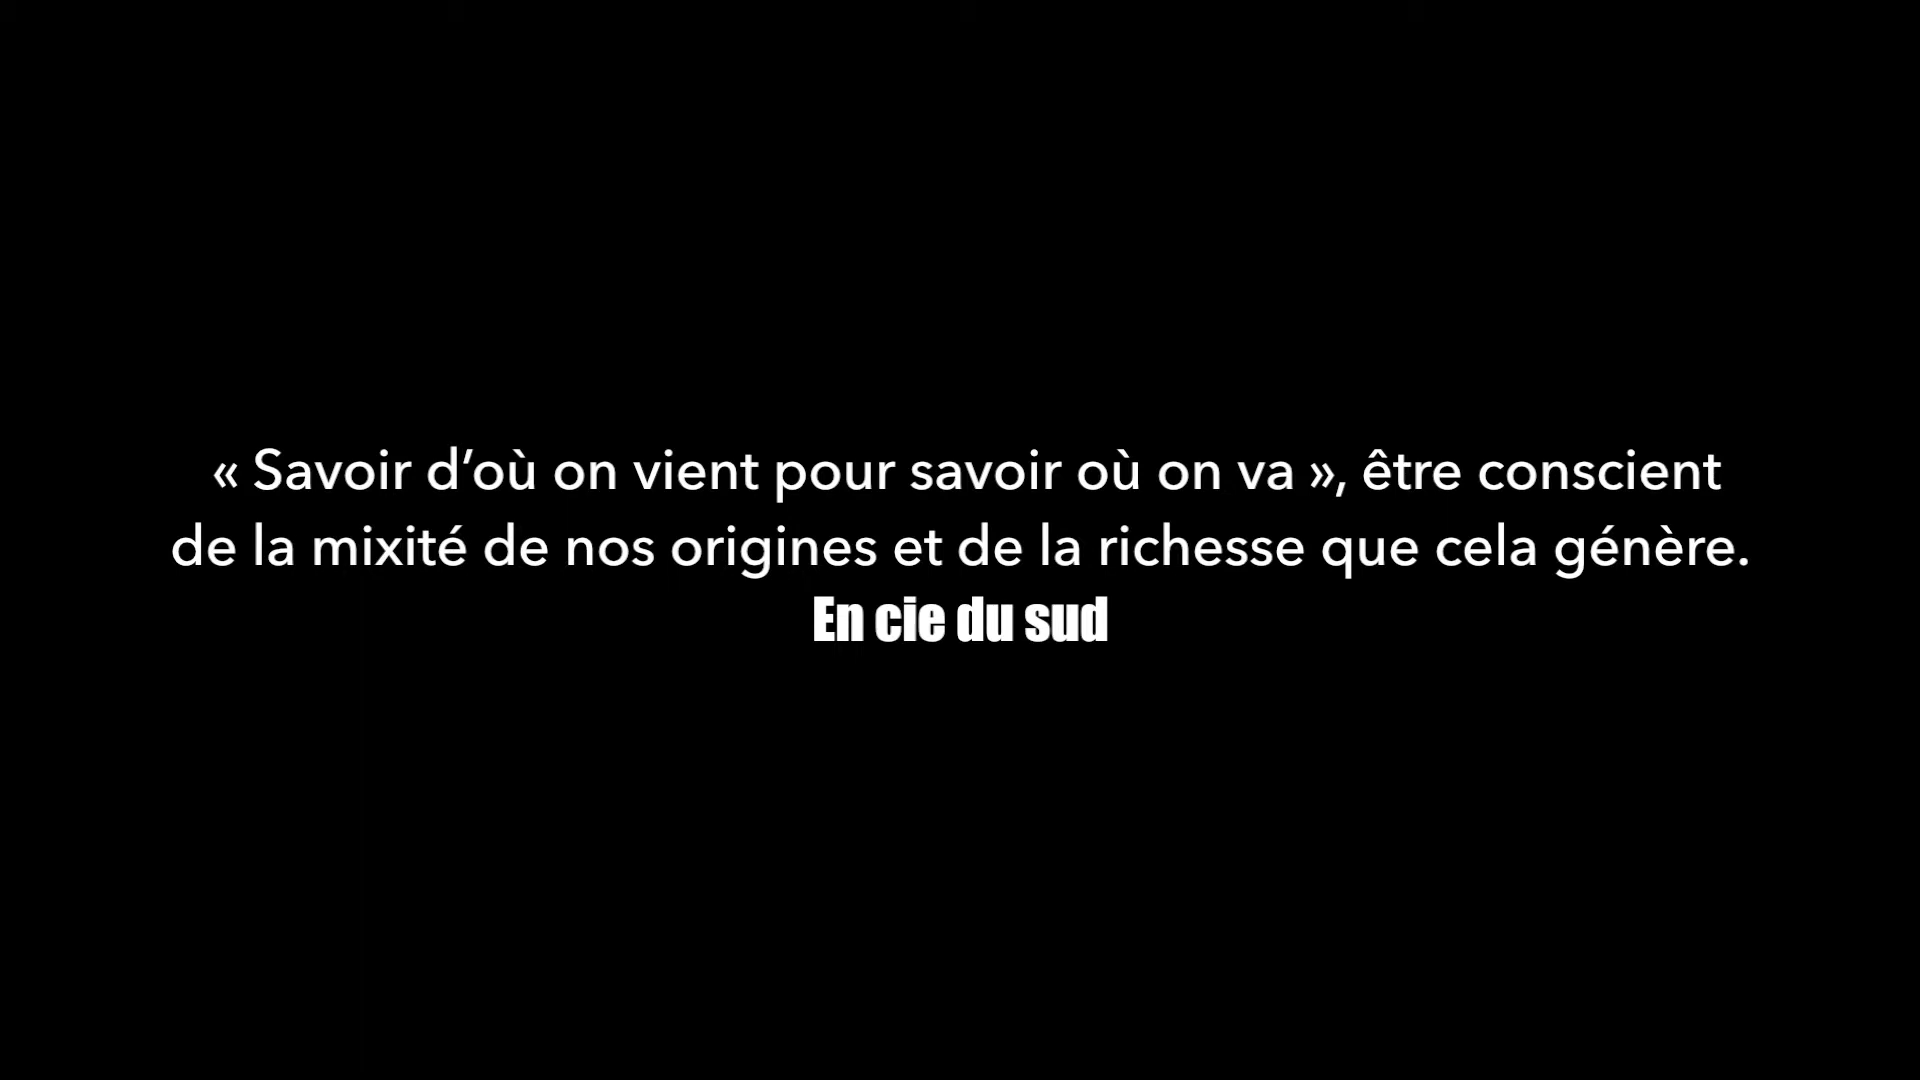 « Savoir d’où on vient pour savoir où on va », être conscient
de la mixité de nos origines et de la richesse que cela génère.
En cie du sud